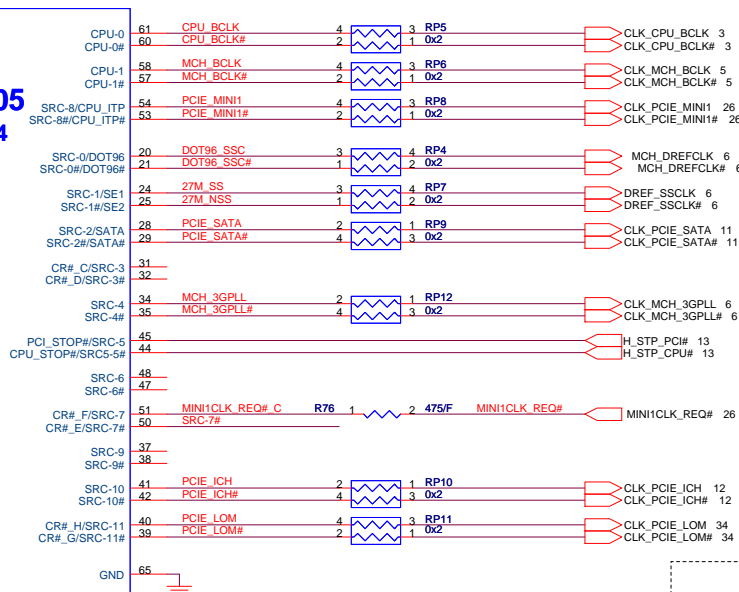 CPU-0 61 CPU_BCLK 4 3 RP5 CLK_CPU_BCLK 3
CPU-0# 60 CPU_BCLK# 2 1 0x2 CLK_CPU_BCLK# 3
CPU-1 58 MCH_BCLK 4 3 RP6 CLK_MCH_BCLK 5
CPU-1# 57 MCH_BCLK# 2 1 0x2 CLK_MCH_BCLK# 5
05
SRC-8/CPU_ITP 54 PCIE_MINI1 4 3 RP8 CLK_PCIE_MINI1 26
SRC-8#/CPU_ITP# 53 PCIE_MINI1# 2 1 0x2 CLK_PCIE_MINI1# 26
4
SRC-0/DOT96 20 DOT96_SSC 3 4 RP4 MCH_DREFCLK 6
SRC-0#/DOT96# 21 DOT96_SSC# 1 2 0x2 MCH_DREFCLK# 6
SRC-1/SE1 24 27M_SS 3 4 RP7 DREF_SSCLK 6
SRC-1#/SE2 25 27M_NSS 1 2 0x2 DREF_SSCLK# 6
SRC-2/SATA 28 PCIE_SATA 2 1 RP9 CLK_PCIE_SATA 11
SRC-2#/SATA# 29 PCIE_SATA# 4 3 0x2 CLK_PCIE_SATA# 11
CR#_C/SRC-3 31
CR#_D/SRC-3# 32
SRC-4 34 MCH_3GPLL 2 1 RP12 CLK_MCH_3GPLL 6
SRC-4# 35 MCH_3GPLL# 4 3 0x2 CLK_MCH_3GPLL# 6
PCI_STOP#/SRC-5 45 H_STP_PCI# 13
CPU_STOP#/SRC5-5# 44 H_STP_CPU# 13
SRC-6 48
SRC-6# 47
CR#_F/SRC-7 51 MINI1CLK_REQ#_C R76 1 2 475/F MINI1CLK_REQ# MINI1CLK_REQ# 26
CR#_E/SRC-7# 50 SRC-7#
SRC-9 37
SRC-9# 38
SRC-10 41 PCIE_ICH 2 1 RP10 CLK_PCIE_ICH 12
SRC-10# 42 PCIE_ICH# 4 3 0x2 CLK_PCIE_ICH# 12
CR#_H/SRC-11 40 PCIE_LOM 4 3 RP11 CLK_PCIE_LOM 34
CR#_G/SRC-11# 39 PCIE_LOM# 2 1 0x2 CLK_PCIE_LOM# 34
GND 65